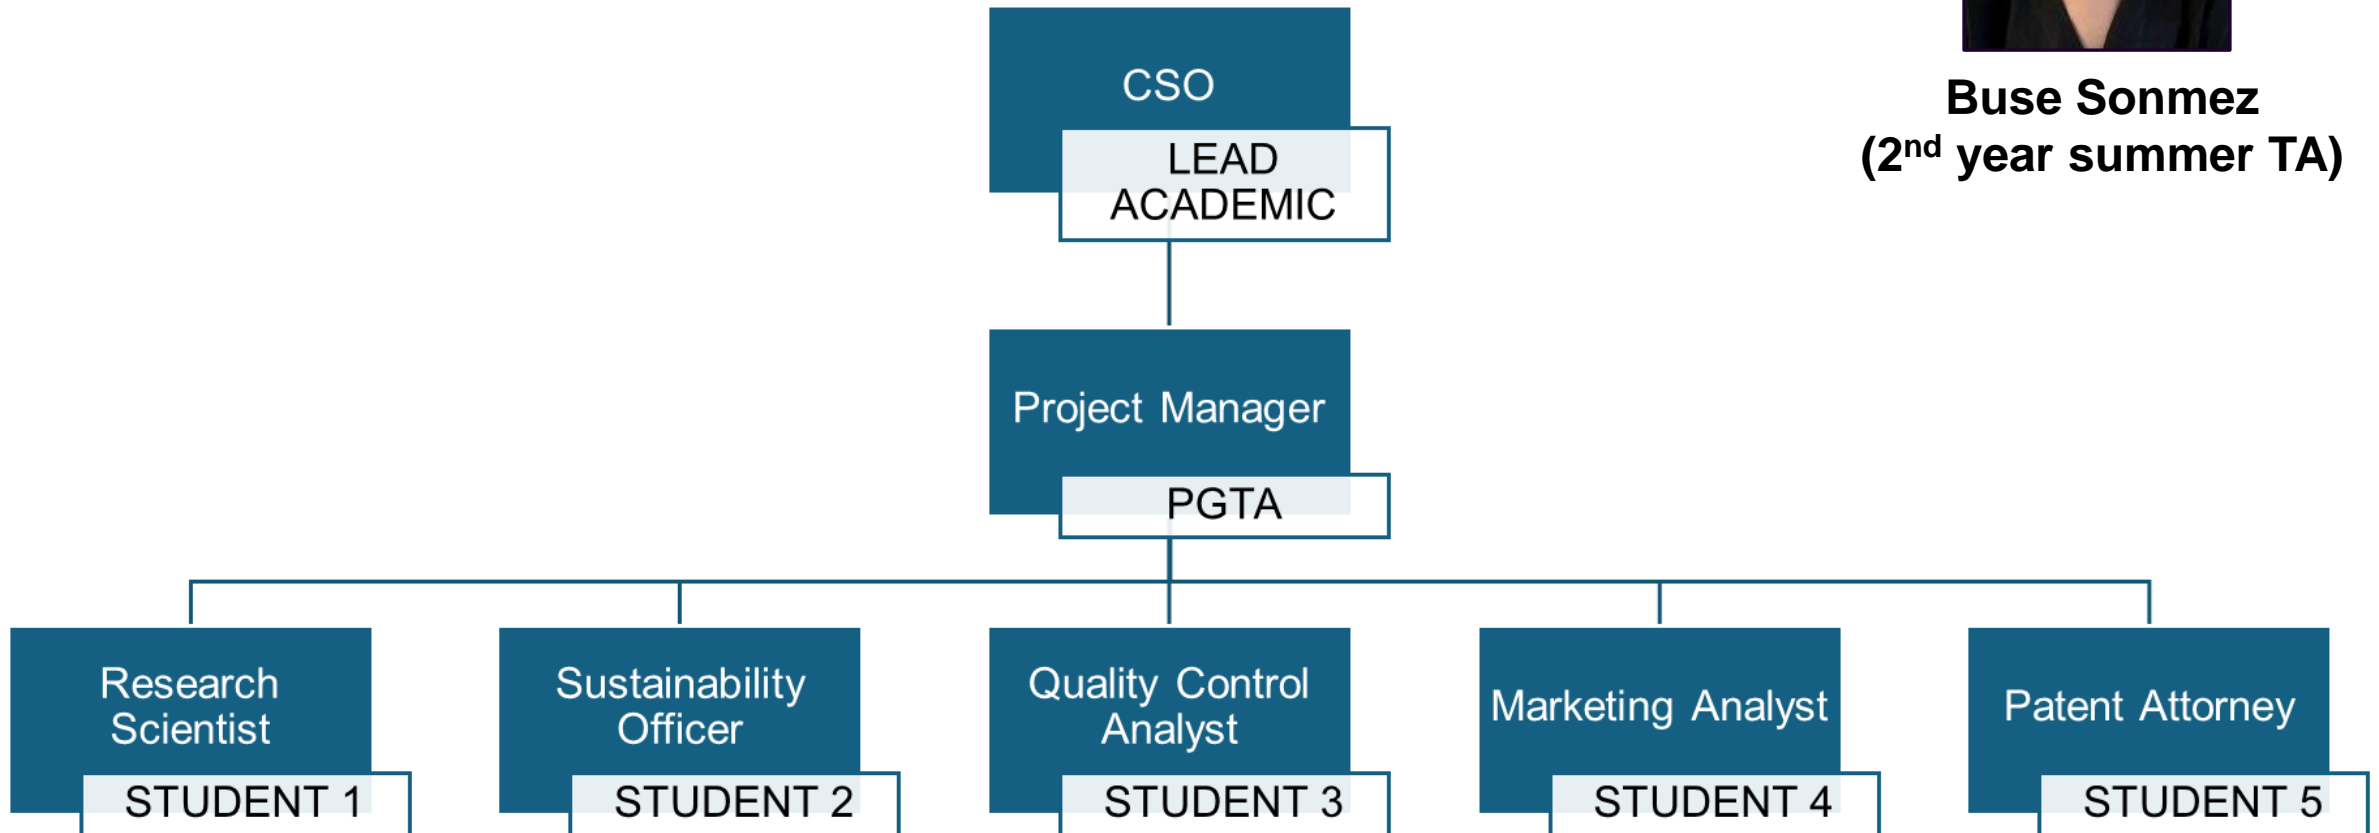 CSO
LEAD
ACADEMIC
Buse Sonmez
(2nd year summer TA)
Project Manager
PGTA
Research
Scientist
STUDENT 1
Sustainability
Officer
STUDENT 2
Quality Control
Analyst
STUDENT 3
Marketing Analyst
STUDENT 4
Patent Attorney
STUDENT 5